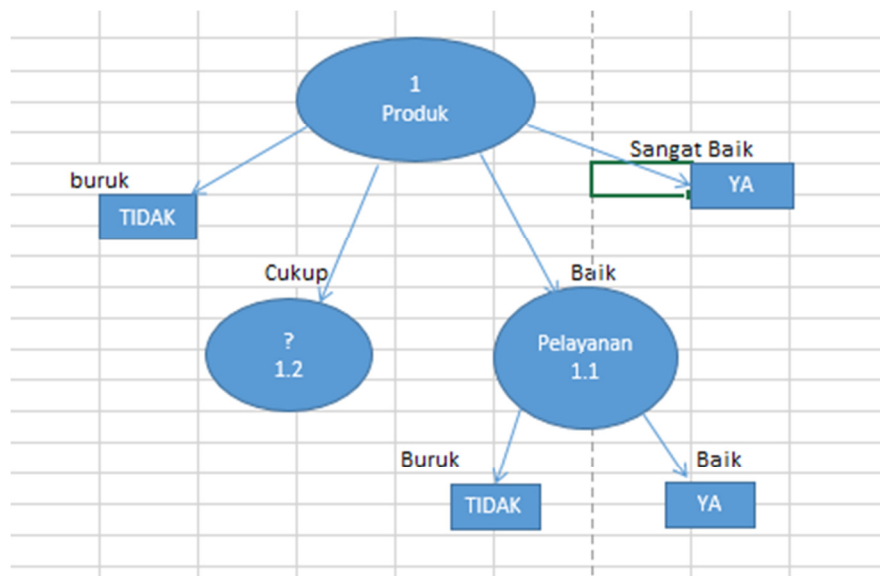 1
Produk
Sangat Baik
YA
buruk
TIDAK
Cukup
Baik
?
1.2
Pelayanan
1.1
Buruk
Baik
TIDAK
YA